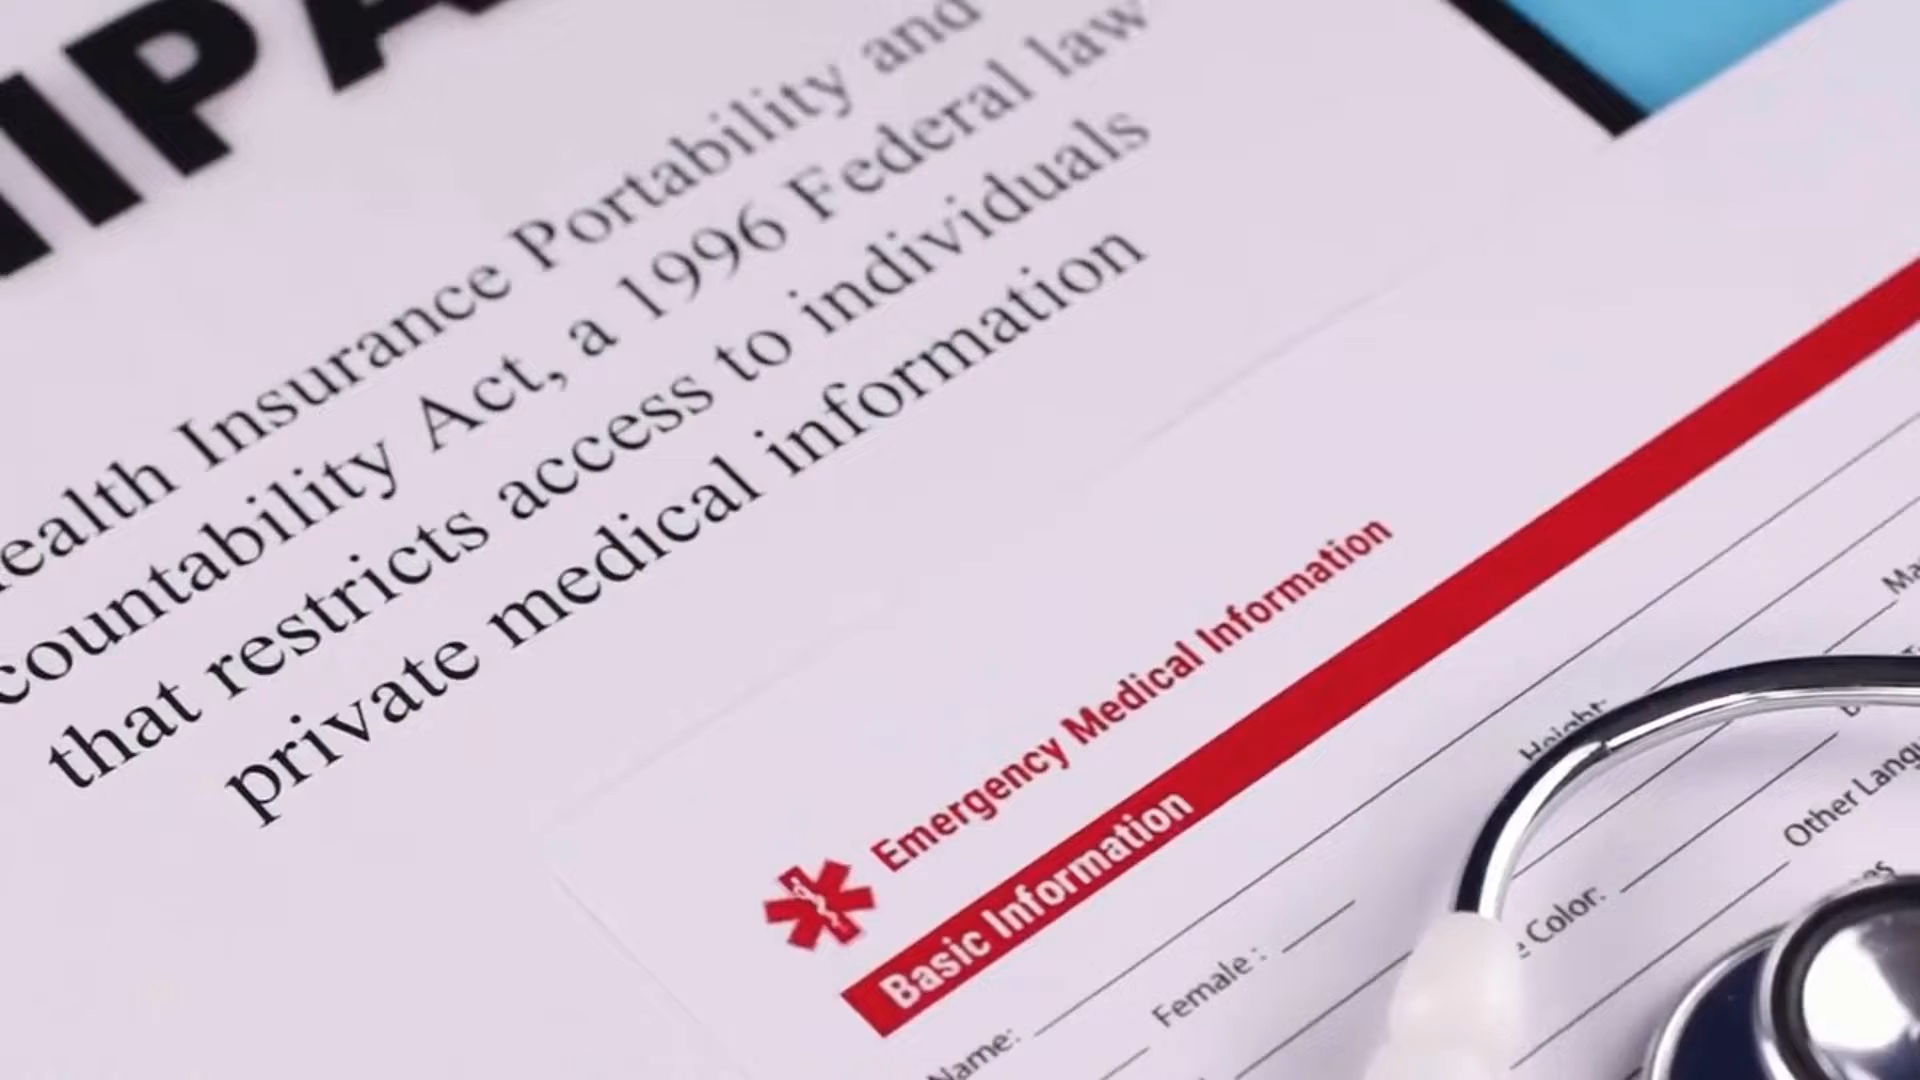 IPA
ealth Insurance Portability and
countability Act, a 1996 Federal law
that restricts access to individuals
private medical information
Emergency Medical Information
Basic Information
Name:
Female :
Height:
Color:
Other Langu